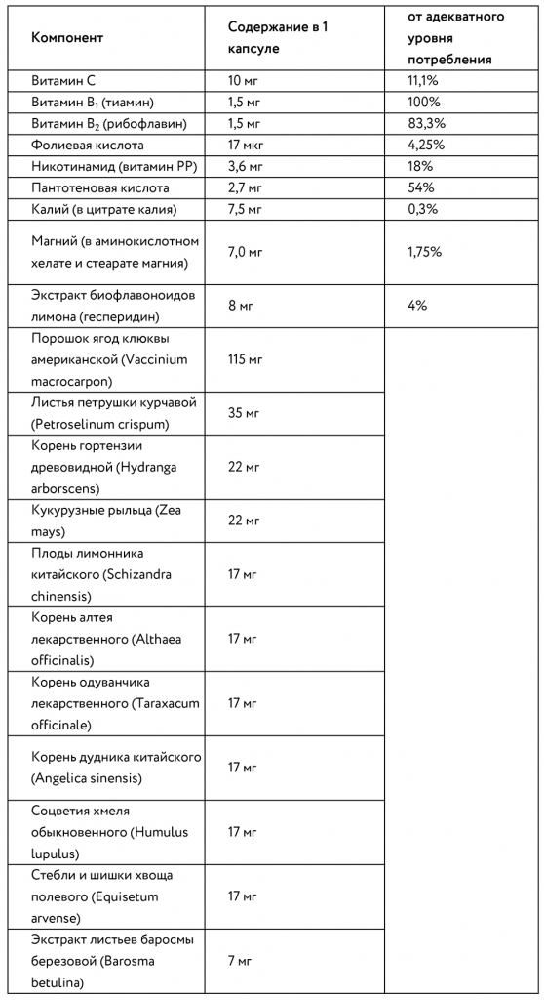 Компонент
Содержание в 1
капсуле
от адекватного
уровня
потребления
Витамин С 10 мг 11,1%
Витамин В₁ (тиамин) 1,5 мг 100%
Витамин В₂ (рибофлавин) 1,5 мг 83,3%
Фолиевая кислота 17 мкг 4,25%
Никотинамид (витамин РР) 3,6 мг 18%
Пантотеновая кислота 2,7 мг 54%
Калий (в цитрате калия) 7,5 мг 0,3%
Магний (в аминокислотном
хелате и стеарате магния)
7,0 мг 1,75%
Экстракт биофлавоноидов
лимона (гесперидин)
8 мг 4%
Порошок ягод клюквы
американской (Vaccinium
macrocarpon)
115 мг
Листья петрушки курчавой
(Petroselinum crispum)
35 мг
Корень гортензии
древовидной (Hydranga
arborscens)
22 мг
Кукурузные рыльца (Zea
mays)
22 мг
Плоды лимонника
китайского (Schizandra
chinensis)
17 мг
Корень алтея
лекарственного (Althaea
officinalis)
17 мг
Корень одуванчика
лекарственного (Taraxacum
officinale)
17 мг
Корень дудника китайского
(Angelica sinensis)
17 мг
Соцветия хмеля
обыкновенного (Humulus
lupulus)
17 мг
Стебли и шишки хвоща
полевого (Equisetum
arvense)
17 мг
Экстракт листьев баросмы
березовой (Barosma
betulina)
7 мг